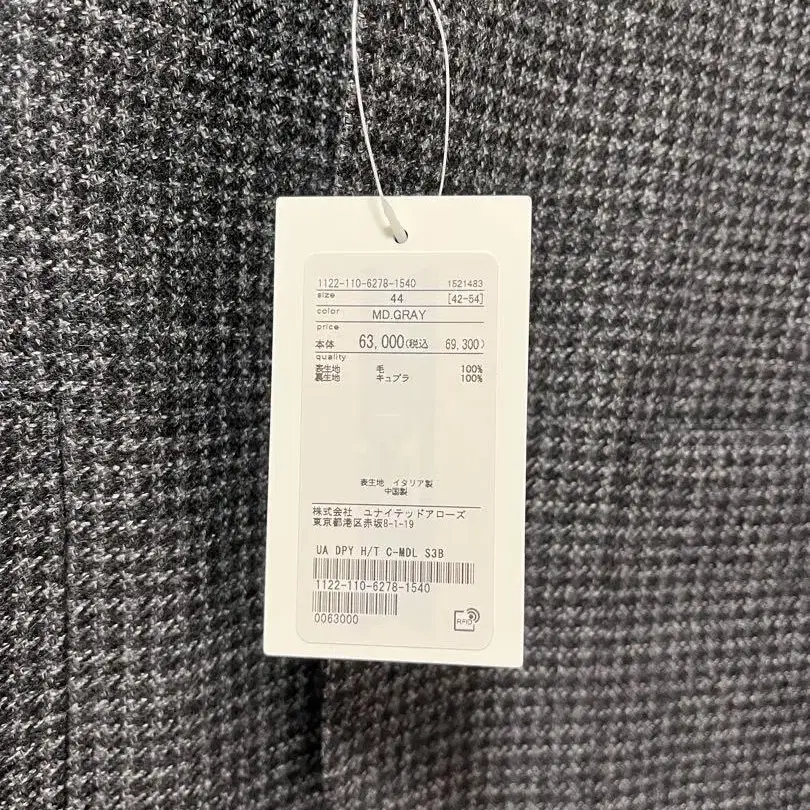 1122-110-6278-1540 1521483
size 44 [42-54]
color MD.GRAY
price
本体 63,000(税込 69,300)
quality
表生地 毛 100%
裏生地 キュプラ 100%
表生地 イタリア製
中国製
株式会社 ユナイテッドアローズ
東京都港区赤坂8-1-19
UA DPY H/T C-MDL S3B
1122-110-6278-1540
0063000
RFID